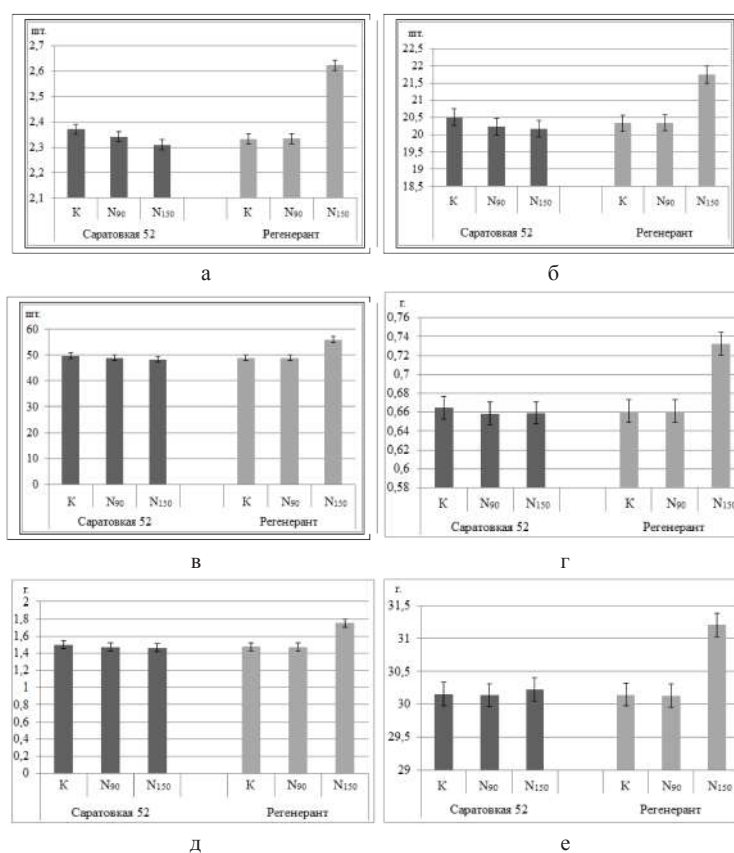 шт.
2,7
2,6
2,5
2,4
2,3
2,2
2,1
К N₉₀ N₁₅₀ К N₉₀ N₁₅₀
Саратовкая 52 Регенерант
а
шт.
22,5
22
21,5
21
20,5
20
19,5
19
18,5
К N₉₀ N₁₅₀ К N₉₀ N₁₅₀
Саратовкая 52 Регенерант
б
шт.
60
50
40
30
20
10
0
К N₉₀ N₁₅₀ К N₉₀ N₁₅₀
Саратовкая 52 Регенерант
в
г.
0,76
0,74
0,72
0,7
0,68
0,66
0,64
0,62
0,6
0,58
К N₉₀ N₁₅₀ К N₉₀ N₁₅₀
Саратовкая 52 Регенерант
г
г.
2
1,8
1,6
1,4
1,2
1
0,8
0,6
0,4
0,2
0
К N₉₀ N₁₅₀ К N₉₀ N₁₅₀
Саратовкая 52 Регенерант
д
г.
31,5
31
30,5
30
29,5
29
К N₉₀ N₁₅₀ К N₉₀ N₁₅₀
Саратовкая 52 Регенерант
е